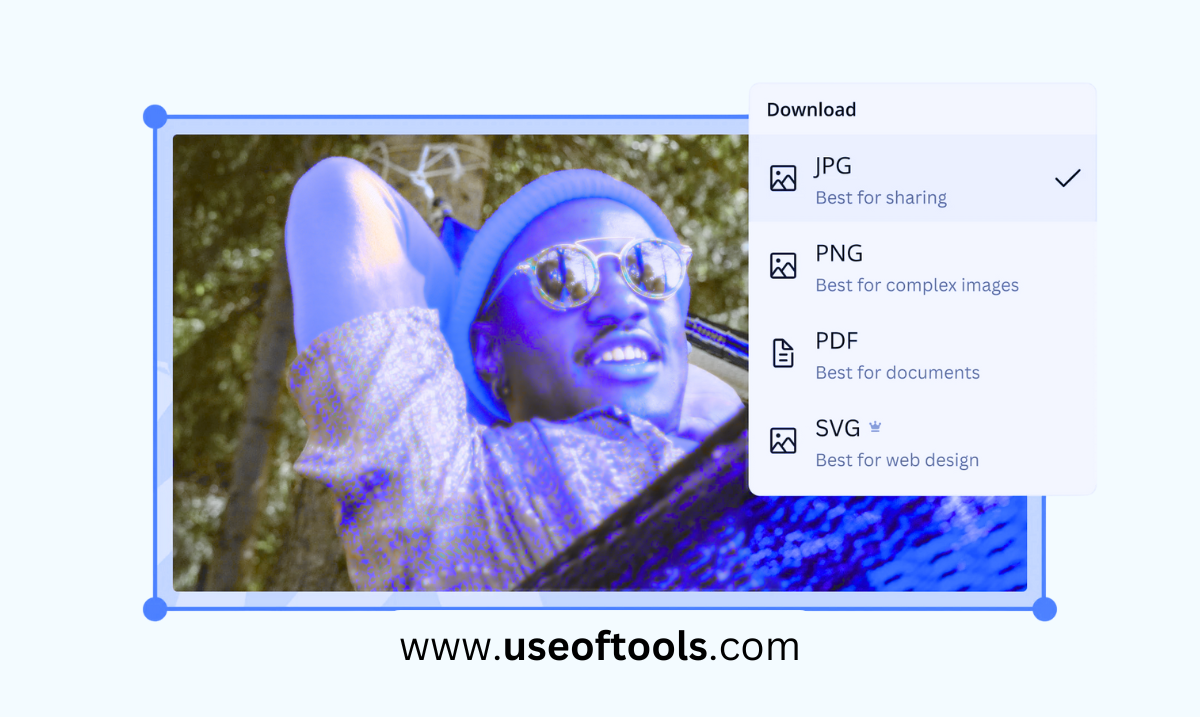 Download
JPG
Best for sharing
PNG
Best for complex images
PDF
Best for documents
SVG
Best for web design
www.useoftools.com